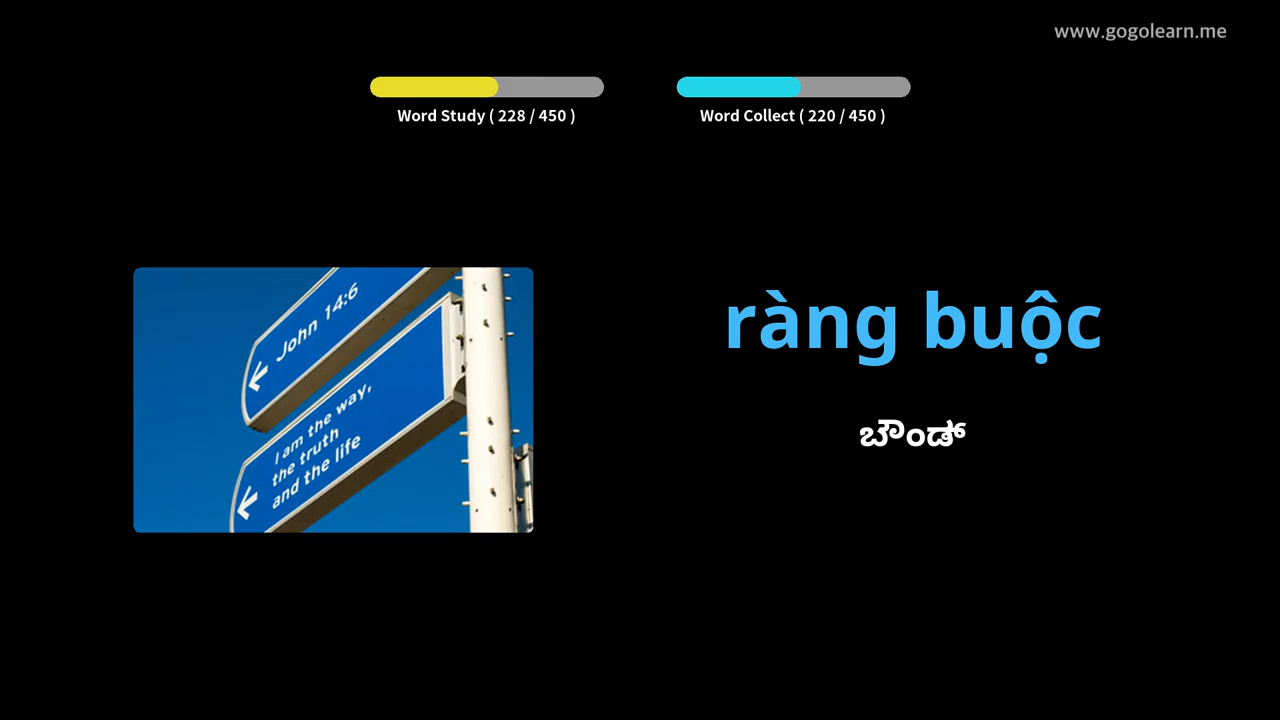 www.gogolearn.me
Word Study ( 228 / 450 )
Word Collect ( 220 / 450 )
John 14:6
I am the way,
the truth
and the life
ràng buộc
ಬೌಂಡ್